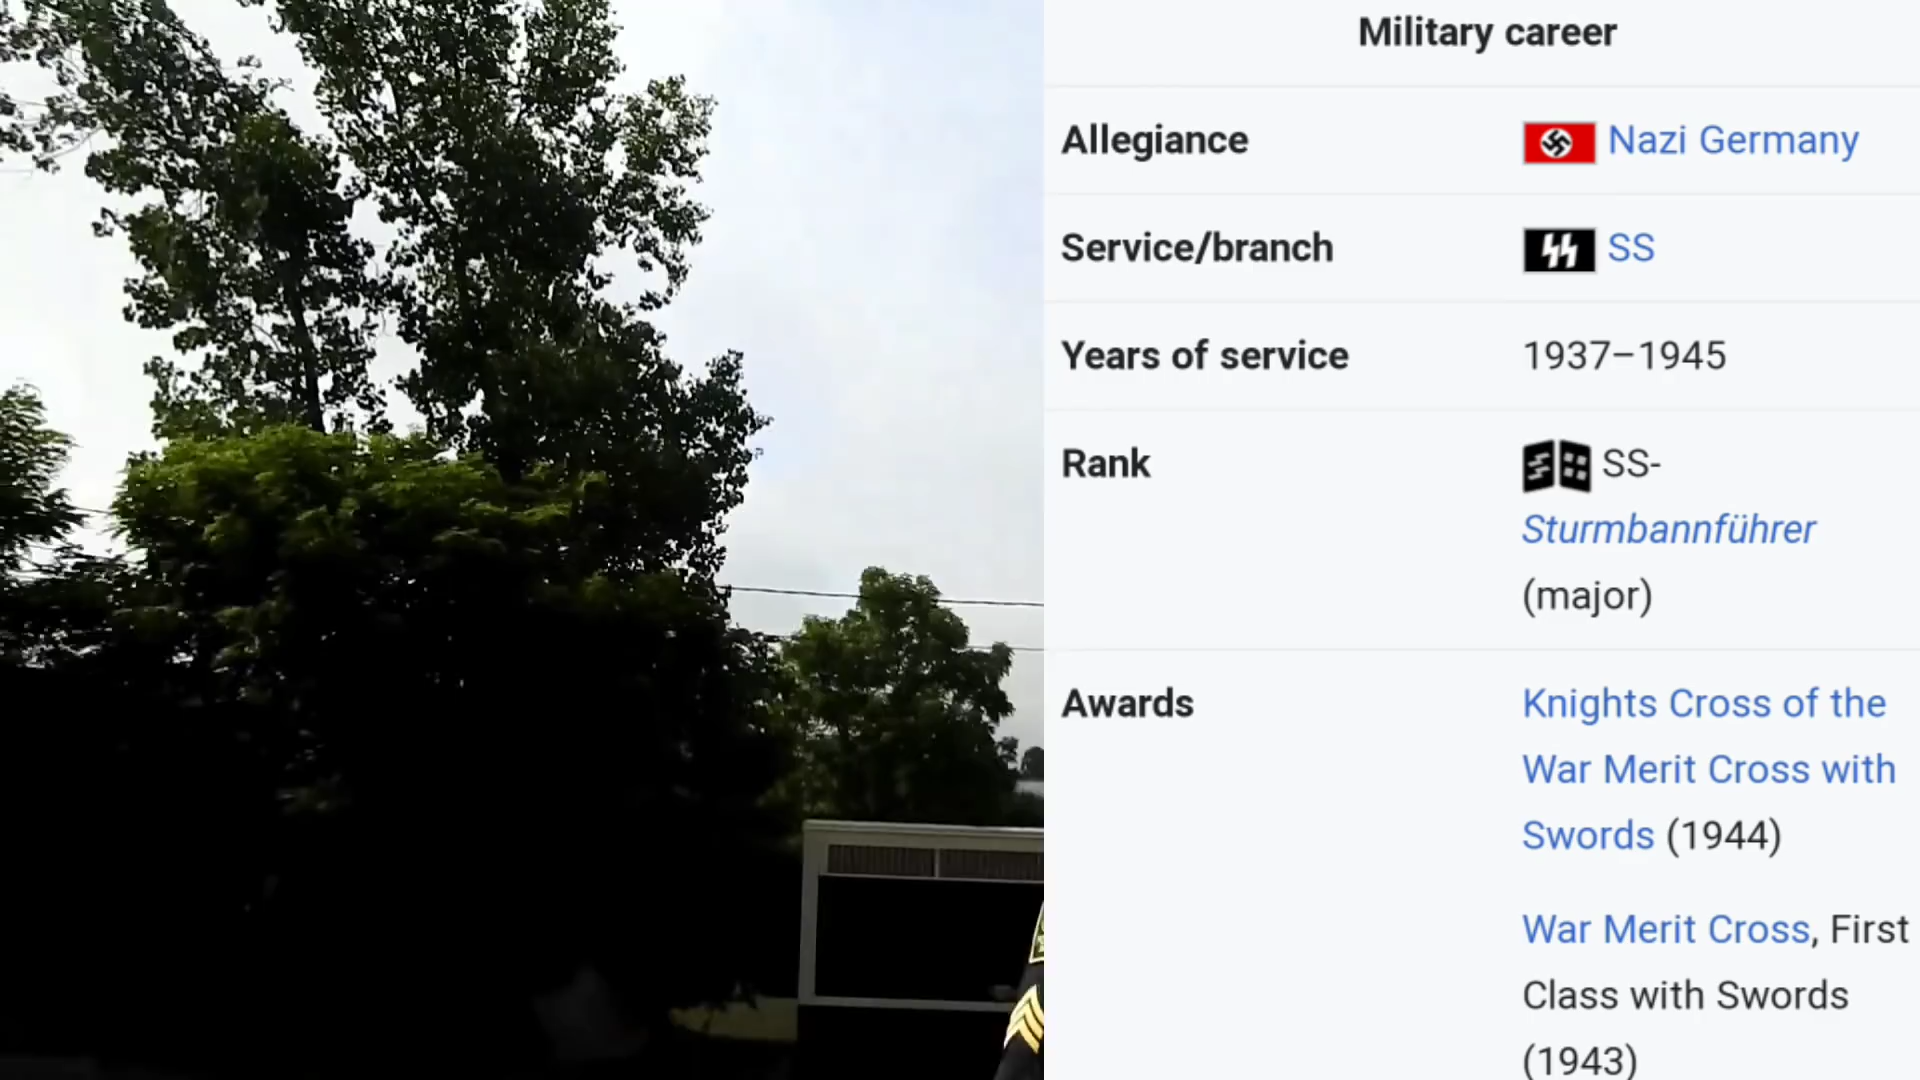 Military career
Allegiance Nazi Germany
Service/branch SS
Years of service 1937–1945
Rank SS-
Sturmbannführer
(major)
Awards Knights Cross of the
War Merit Cross with
Swords (1944)
War Merit Cross, First
Class with Swords
(1943)